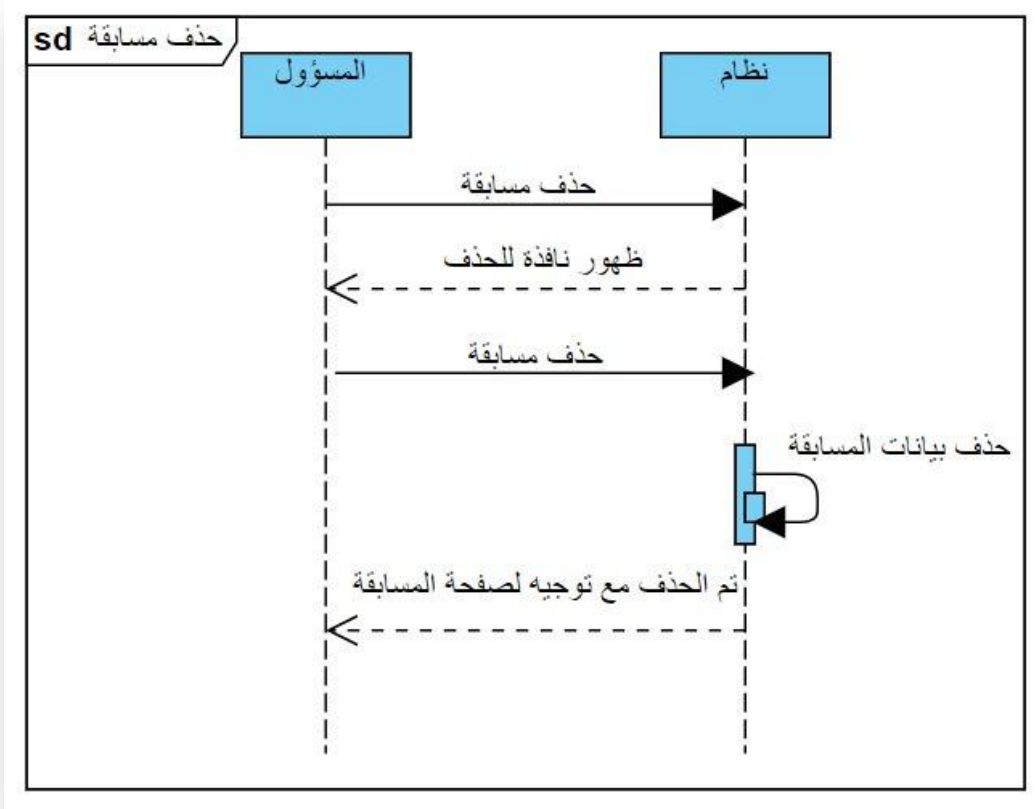 sd حذف مسابقة
المسؤول
نظام
حذف مسابقة
ظهور نافذة للحذف
حذف مسابقة
حذف بيانات المسابقة
تم الحذف مع توجيه لصفحة المسابقة